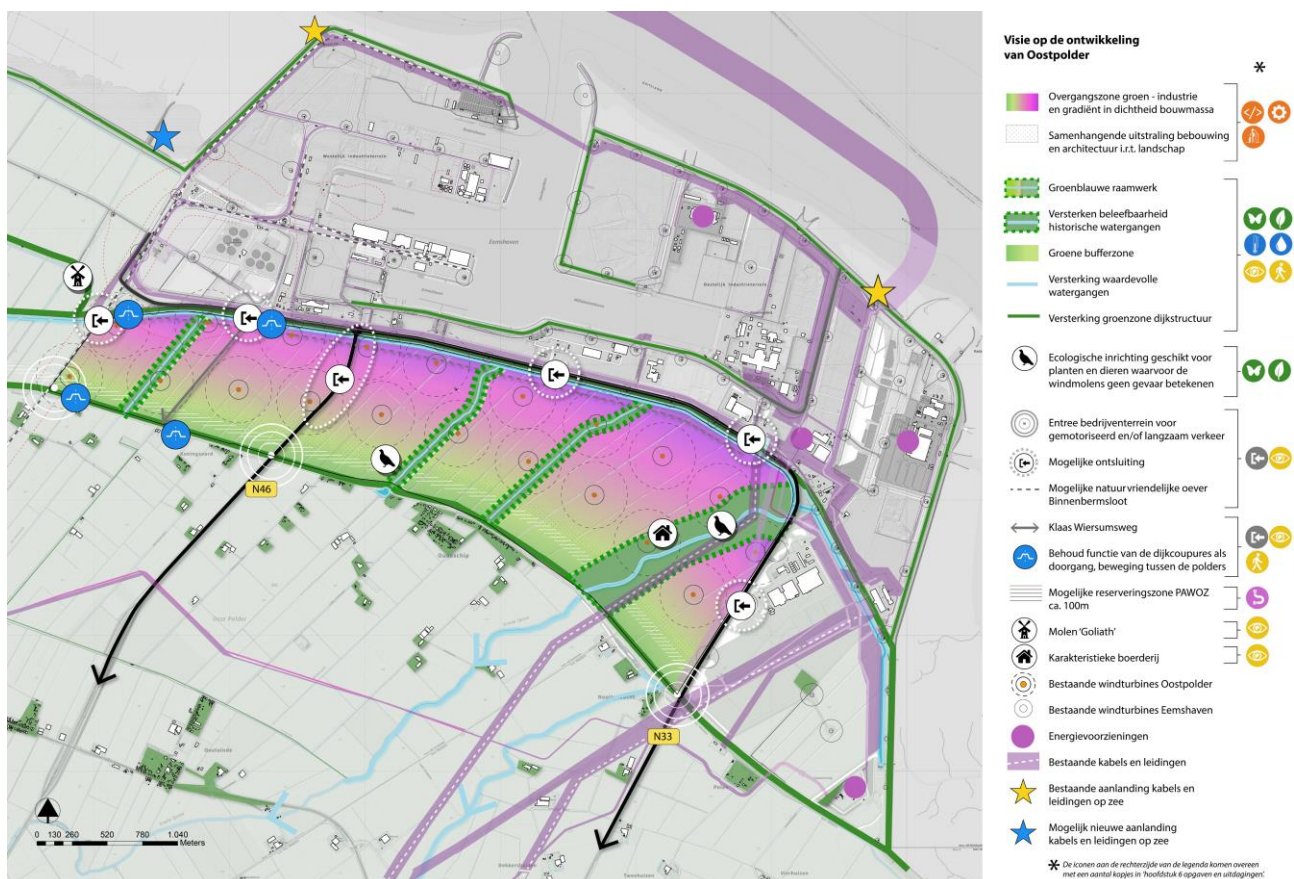 Eemshaven
Westelijk industrieterrein
Oostelijk industrieterrein
N46
Oudeschip
Oost Polder
N33
0 130 260 520 780 1.040
Meters
Visie op de ontwikkeling
van Oostpolder
*
Overgangszone groen - industrie
en gradiënt in dichtheid bouwmassa
</>
Samenhangende uitstraling bebouwing
en architectuur i.r.t. landschap
Groenblauwe raamwerk
Versterken beleefbaarheid
historische watergangen
Groene bufferzone
Versterking waardevolle
watergangen
Versterking groenzone dijkstructuur
Ecologische inrichting geschikt voor
planten en dieren waarvoor de
windmolens geen gevaar betekenen
Entree bedrijventerrein voor
gemotoriseerd en/of langzaam verkeer
Mogelijke ontsluiting
Mogelijke natuurvriendelijke oever
Binnenbermsloot
Klaas Wiersumsweg
Behoud functie van de dijkcoupures als
doorgang, beweging tussen de polders
Mogelijke reserveringszone PAWOZ
ca. 100m
Molen 'Goliath'
Karakteristieke boerderij
Bestaande windturbines Oostpolder
Bestaande windturbines Eemshaven
Energievoorzieningen
Bestaande kabels en leidingen
Bestaande aanlanding kabels en
leidingen op zee
Mogelijk nieuwe aanlanding
kabels en leidingen op zee
* De iconen aan de rechterzijde van de legenda komen overeen
met een aantal kopjes in 'hoofdstuk 6 opgaven en uitdagingen'.